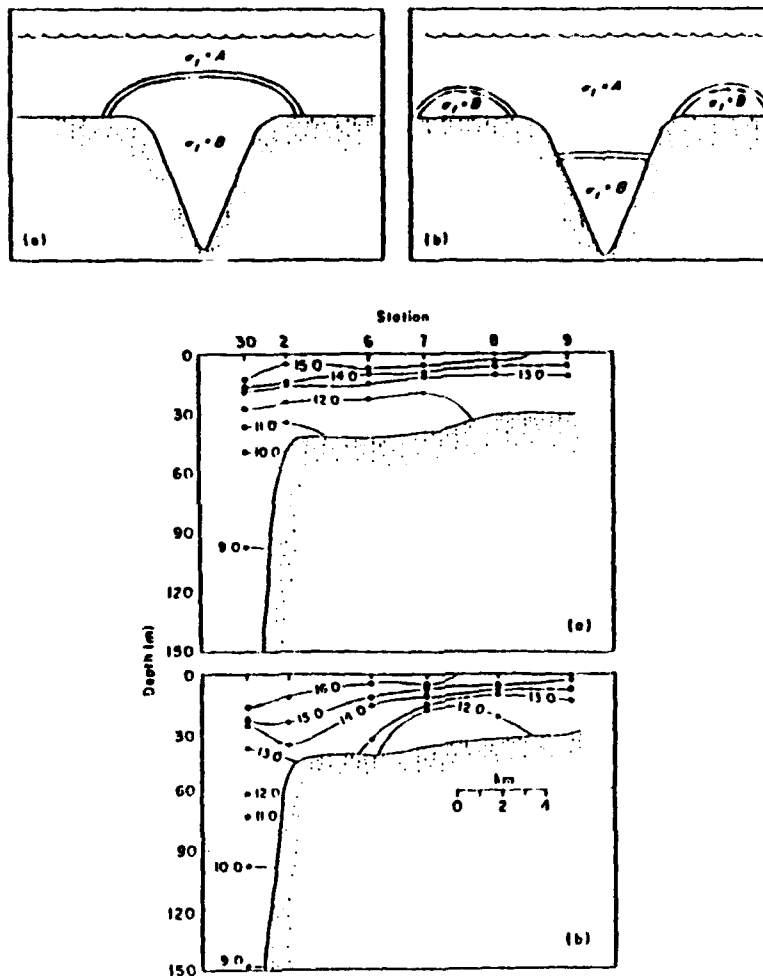 σt = A
σt = B
(a)
σt = A
σt = B
σt = B
σt = B
(b)
Station
30 2 6 7 8 9
0
30
60
90
120
150
15.0
14.0
13.0
12.0
11.0
10.0
9.0
(a)
Depth (m)
0
30
60
90
120
150
16.0
15.0
14.0
13.0
12.0
13.0
12.0
11.0
10.0
9.0
km
0 2 4
(b)